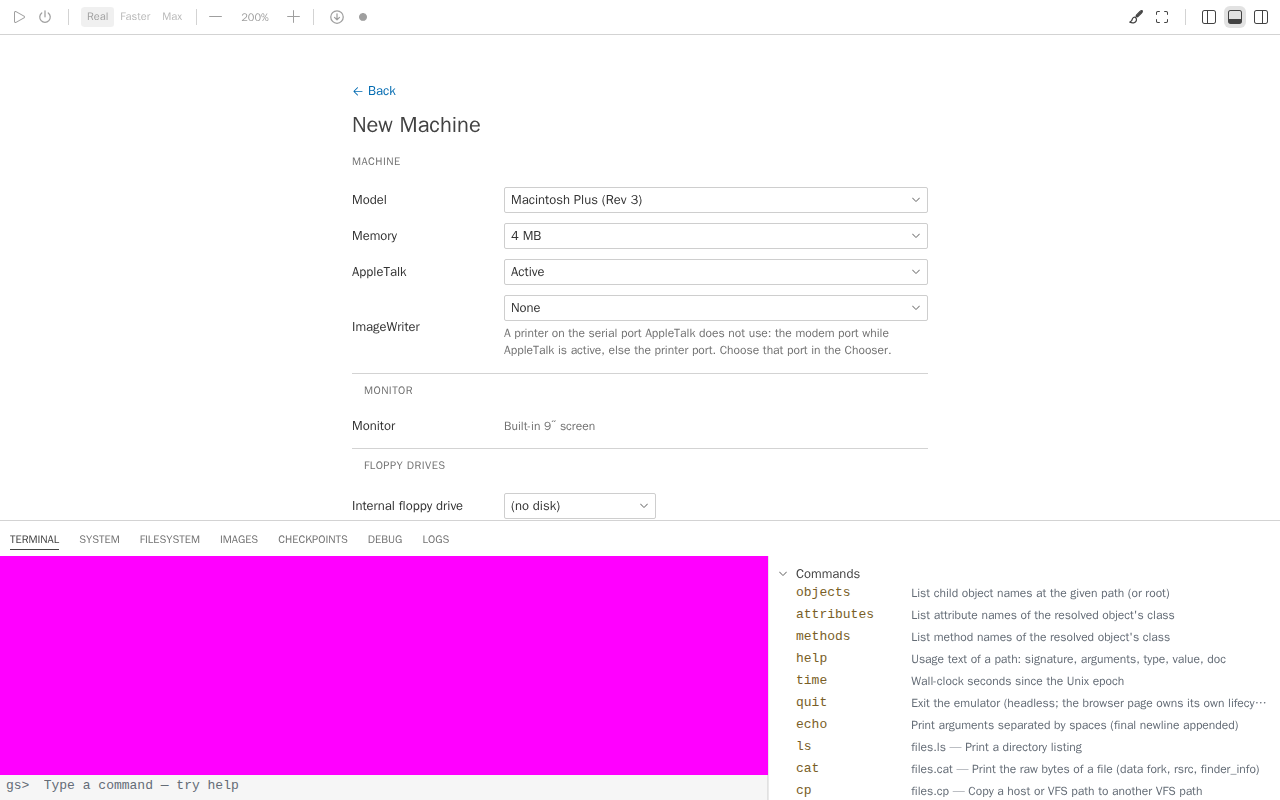 Real Faster Max 200%
← Back
New Machine
MACHINE
Model Macintosh Plus (Rev 3)
Memory 4 MB
AppleTalk Active
ImageWriter None
A printer on the serial port AppleTalk does not use: the modem port while
AppleTalk is active, else the printer port. Choose that port in the Chooser.
MONITOR
Monitor Built-in 9˝ screen
FLOPPY DRIVES
Internal floppy drive (no disk)
TERMINAL SYSTEM FILESYSTEM IMAGES CHECKPOINTS DEBUG LOGS
gs> Type a command — try help
Commands
objects List child object names at the given path (or root)
attributes List attribute names of the resolved object's class
methods List method names of the resolved object's class
help Usage text of a path: signature, arguments, type, value, doc
time Wall-clock seconds since the Unix epoch
quit Exit the emulator (headless; the browser page owns its own lifecy…
echo Print arguments separated by spaces (final newline appended)
ls files.ls — Print a directory listing
cat files.cat — Print the raw bytes of a file (data fork, rsrc, finder_info)
cp files.cp — Copy a host or VFS path to another VFS path